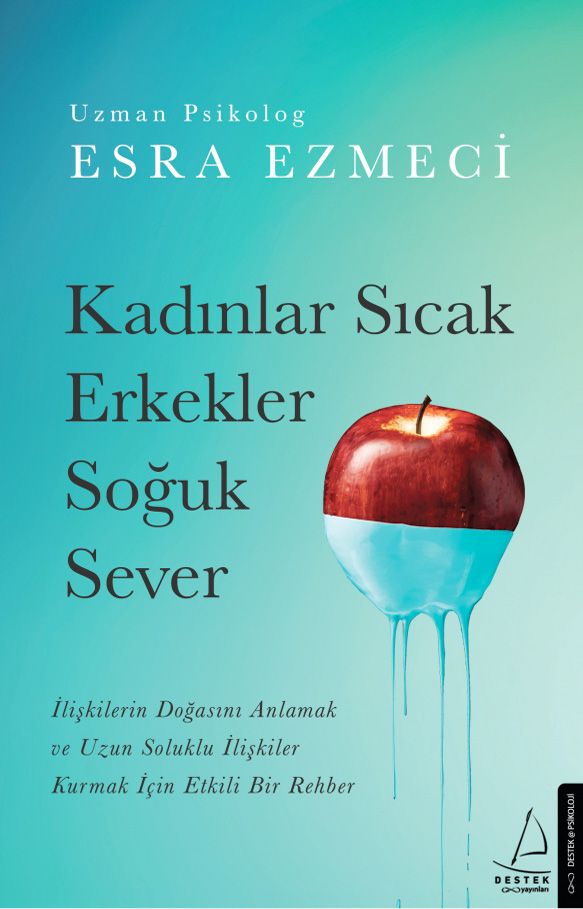 Uzman Psikolog
ESRA EZMECİ
Kadınlar Sıcak
Erkekler
Soğuk
Sever
İlişkilerin Doğasını Anlamak
ve Uzun Soluklu İlişkiler
Kurmak İçin Etkili Bir Rehber
DESTEK
yayınları
DESTEK @ PSİKOLOJİ